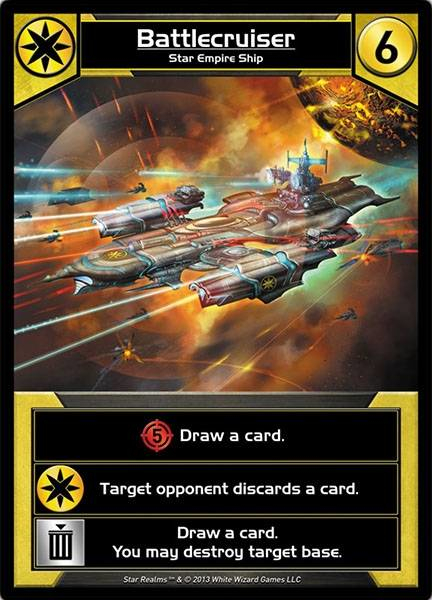 Battlecruiser
Star Empire Ship
6
5 Draw a card.
Target opponent discards a card.
Draw a card.
You may destroy target base.
Star Realms™ & © 2013 White Wizard Games LLC